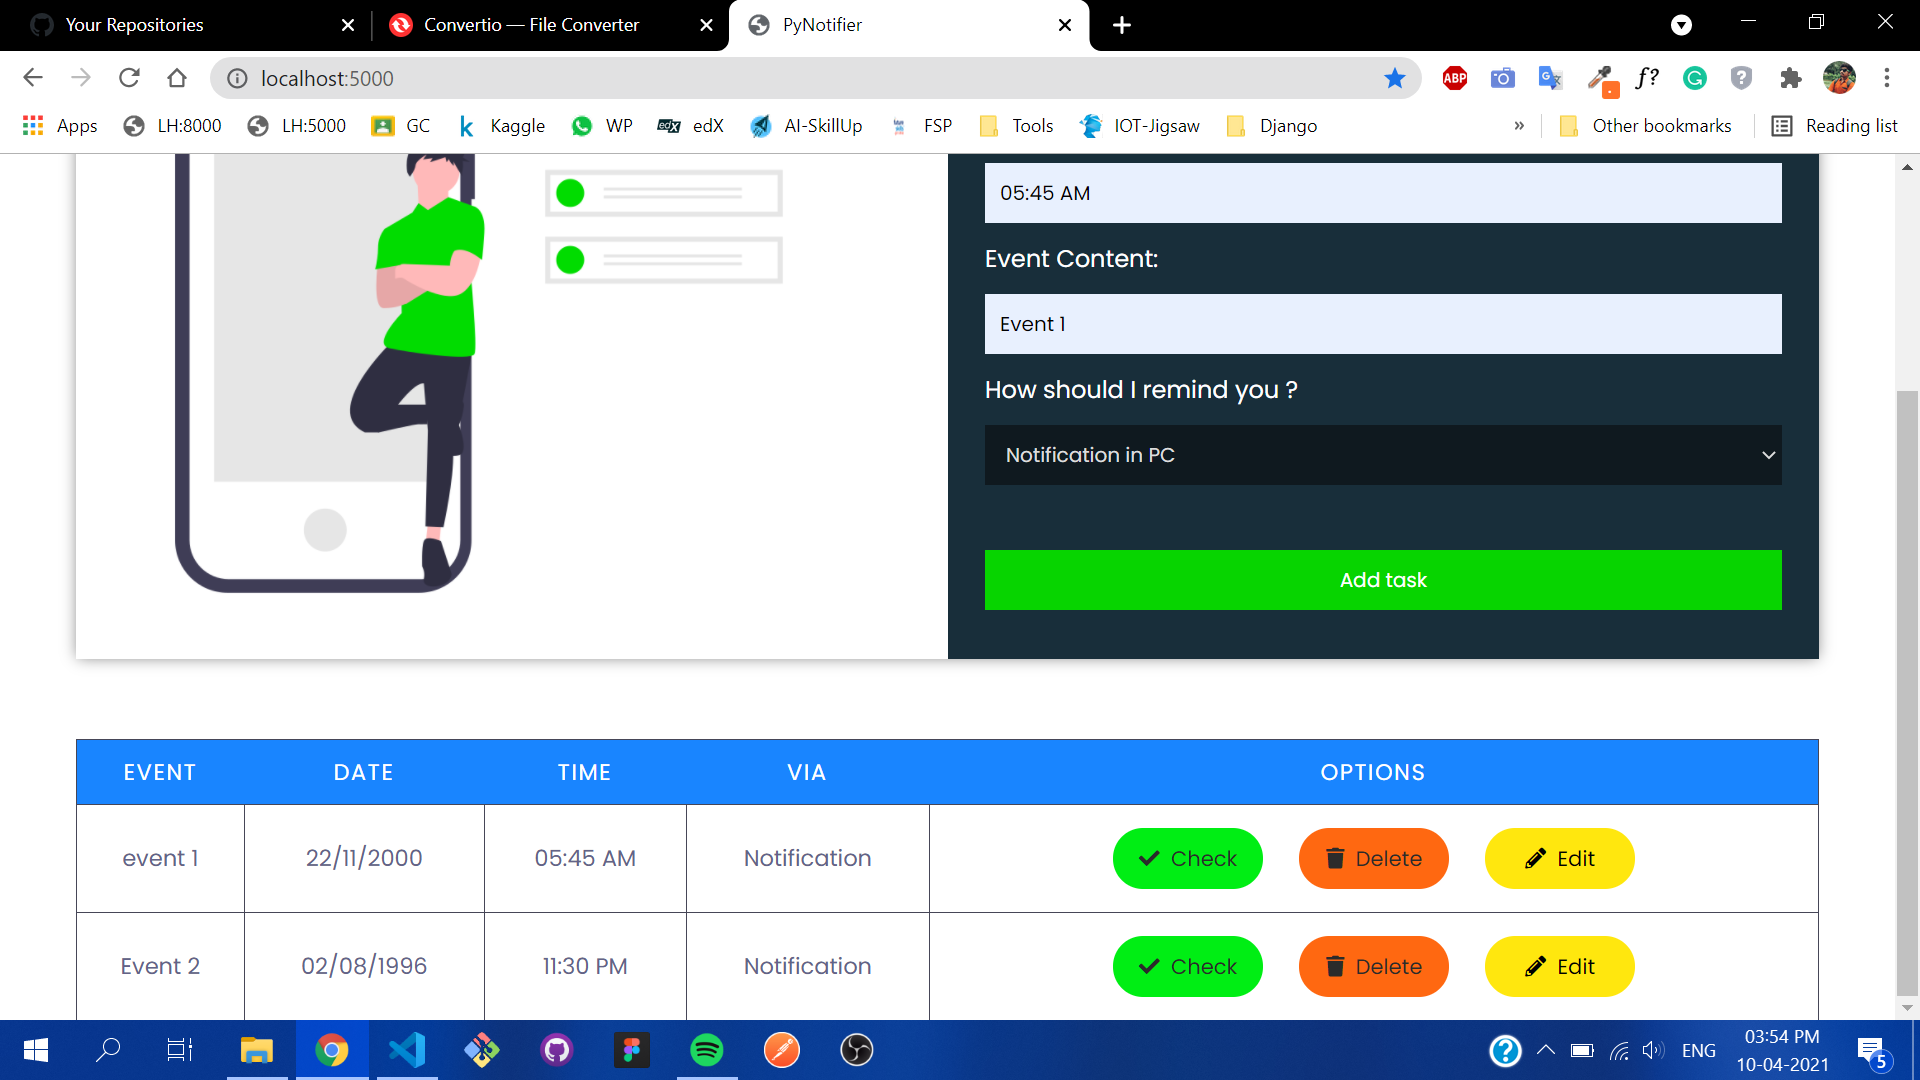 Your Repositories
Convertio — File Converter
PyNotifier
localhost:5000
ABP
f?
Apps
LH:8000
LH:5000
GC
Kaggle
WP
edX
AI-SkillUp
FSP
Tools
IOT-Jigsaw
Django
»
Other bookmarks
Reading list
05:45 AM
Event Content:
Event 1
How should I remind you ?
Notification in PC
Add task
EVENT DATE TIME VIA OPTIONS
event 1 22/11/2000 05:45 AM Notification Check Delete Edit
Event 2 02/08/1996 11:30 PM Notification Check Delete Edit
ENG
03:54 PM
10-04-2021
5